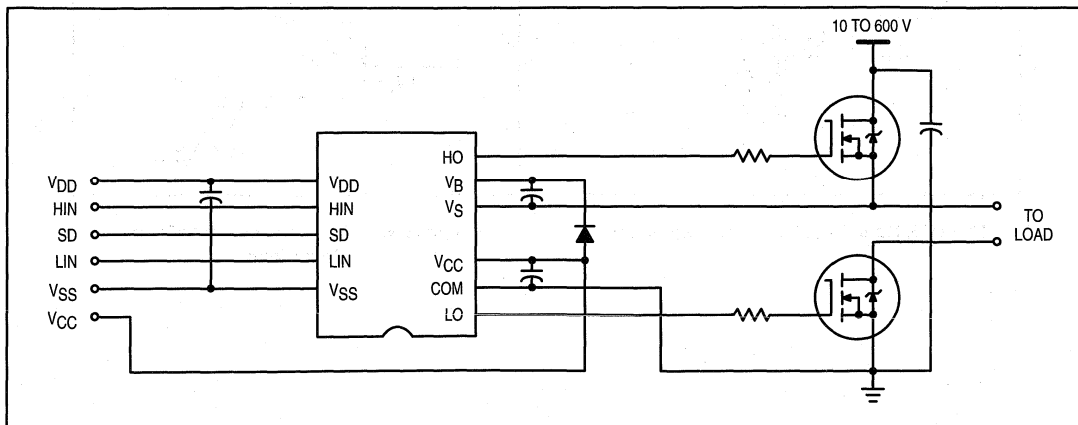 10 TO 600 V
HO
VDD
VDD
VB
HIN
HIN
VS
TO
LOAD
SD
SD
LIN
LIN
VCC
VSS
VSS
COM
VCC
LO